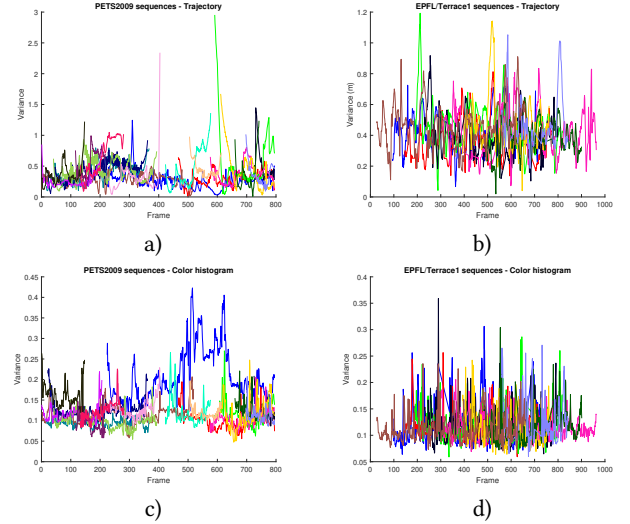 PETS2009 sequences - Trajectory
Variance
3
2.5
2
1.5
1
0.5
0
0 100 200 300 400 500 600 700 800
Frame
a)
EPFL/Terrace1 sequences - Trajectory
Variance (m)
1.2
1
0.8
0.6
0.4
0.2
0
0 100 200 300 400 500 600 700 800 900 1000
Frame
b)
PETS2009 sequences - Color histogram
Variance
0.45
0.4
0.35
0.3
0.25
0.2
0.15
0.1
0.05
0
0 100 200 300 400 500 600 700 800
Frame
c)
EPFL/Terrace1 sequences - Color histogram
Variance
0.4
0.35
0.3
0.25
0.2
0.15
0.1
0.05
0 100 200 300 400 500 600 700 800 900 1000
Frame
d)